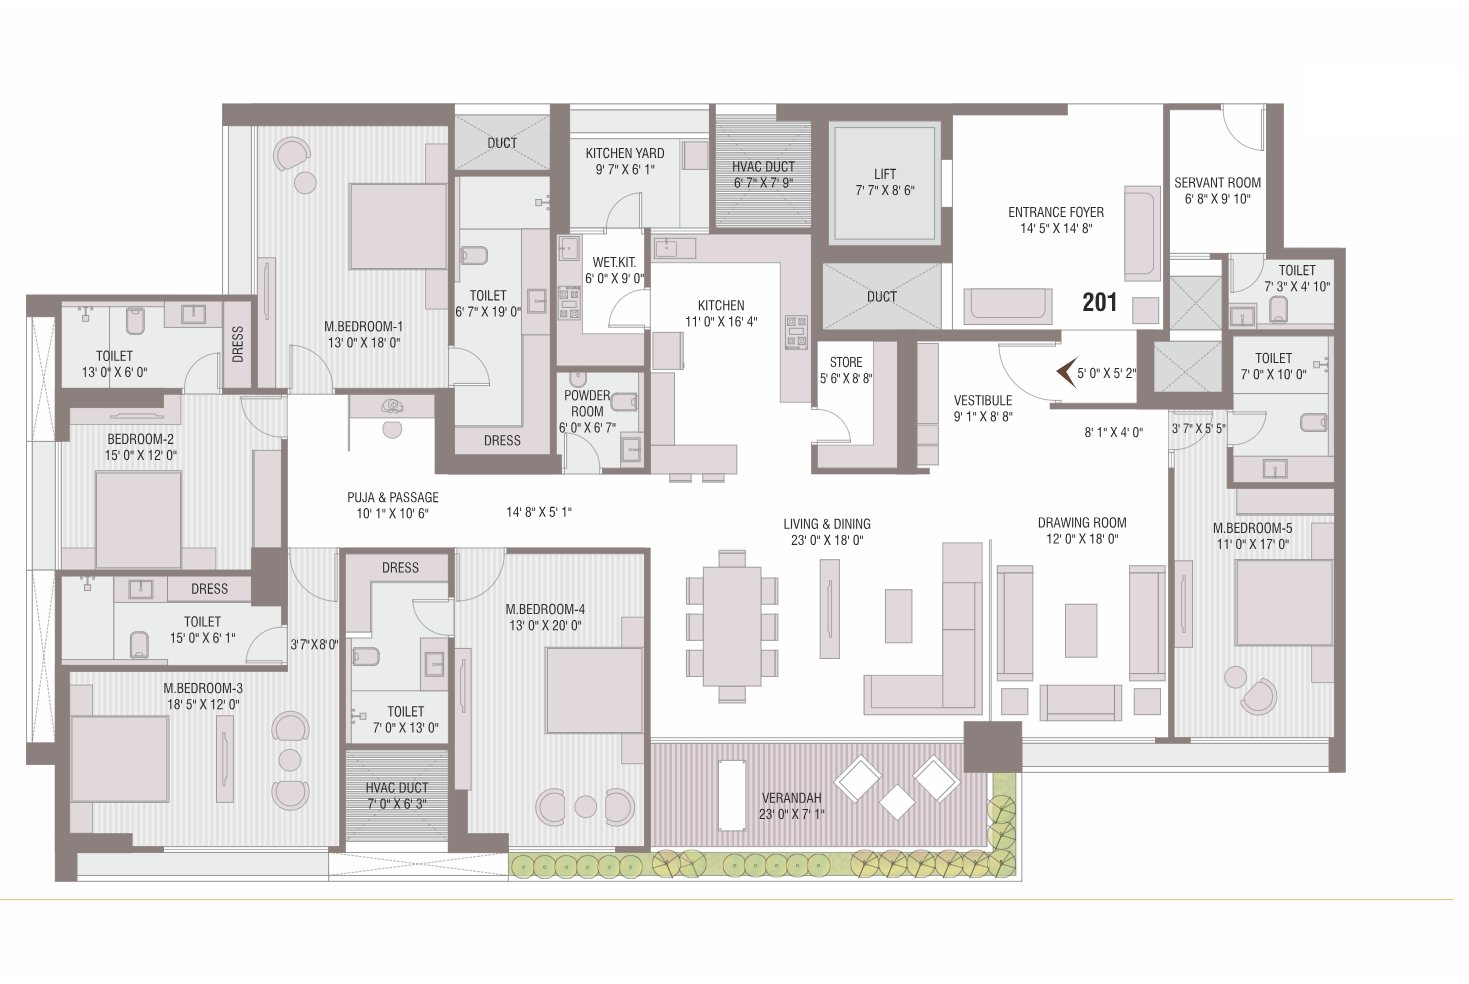 DUCT
KITCHEN YARD
9' 7" X 6' 1"
HVAC DUCT
6' 7" X 7' 9"
LIFT
7' 7" X 8' 6"
ENTRANCE FOYER
14' 5" X 14' 8"
SERVANT ROOM
6' 8" X 9' 10"
WET.KIT.
6' 0" X 9' 0"
TOILET
7' 3" X 4' 10"
TOILET
6' 7" X 19' 0"
KITCHEN
11' 0" X 16' 4"
DUCT
201
M.BEDROOM-1
13' 0" X 18' 0"
DRESS
TOILET
13' 0" X 6' 0"
STORE
5' 6" X 8' 8"
5' 0" X 5' 2"
TOILET
7' 0" X 10' 0"
POWDER
ROOM
6' 0" X 6' 7"
VESTIBULE
9' 1" X 8' 8"
8' 1" X 4' 0"
3' 7" X 5' 5"
BEDROOM-2
15' 0" X 12' 0"
DRESS
PUJA & PASSAGE
10' 1" X 10' 6"
14' 8" X 5' 1"
LIVING & DINING
23' 0" X 18' 0"
DRAWING ROOM
12' 0" X 18' 0"
M.BEDROOM-5
11' 0" X 17' 0"
DRESS
DRESS
TOILET
15' 0" X 6' 1"
M.BEDROOM-4
13' 0" X 20' 0"
3'7" X 8'0"
M.BEDROOM-3
18' 5" X 12' 0"
TOILET
7' 0" X 13' 0"
HVAC DUCT
7' 0" X 6' 3"
VERANDAH
23' 0" X 7' 1"